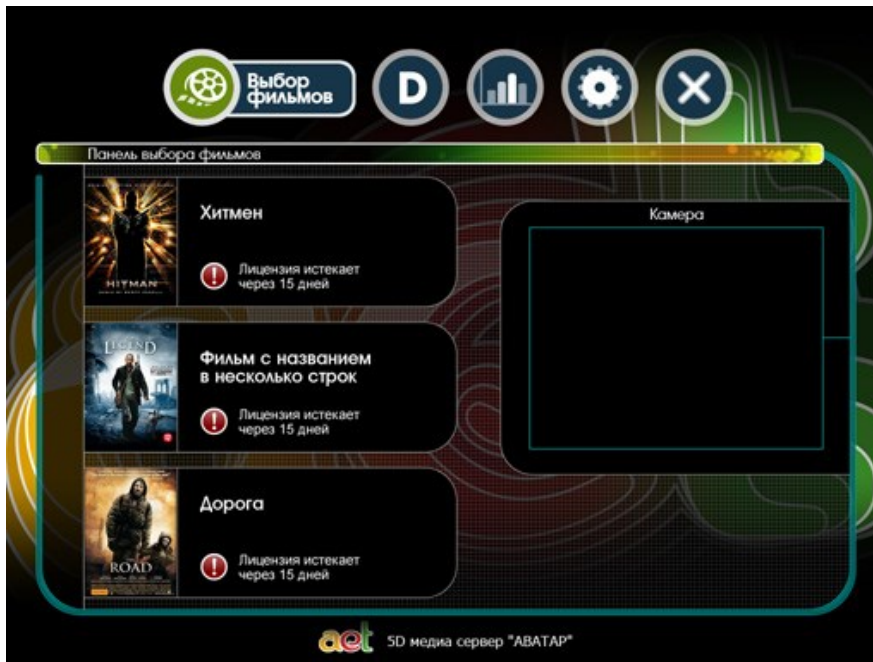 Выбор
фильмов
D
Панель выбора фильмов
Хитмен
Лицензия истекает
через 15 дней
HITMAN
Камера
LEGEND
Фильм с названием
в несколько строк
Лицензия истекает
через 15 дней
Дорога
ROAD
Лицензия истекает
через 15 дней
aet
5D медиа сервер "АВАТАР"